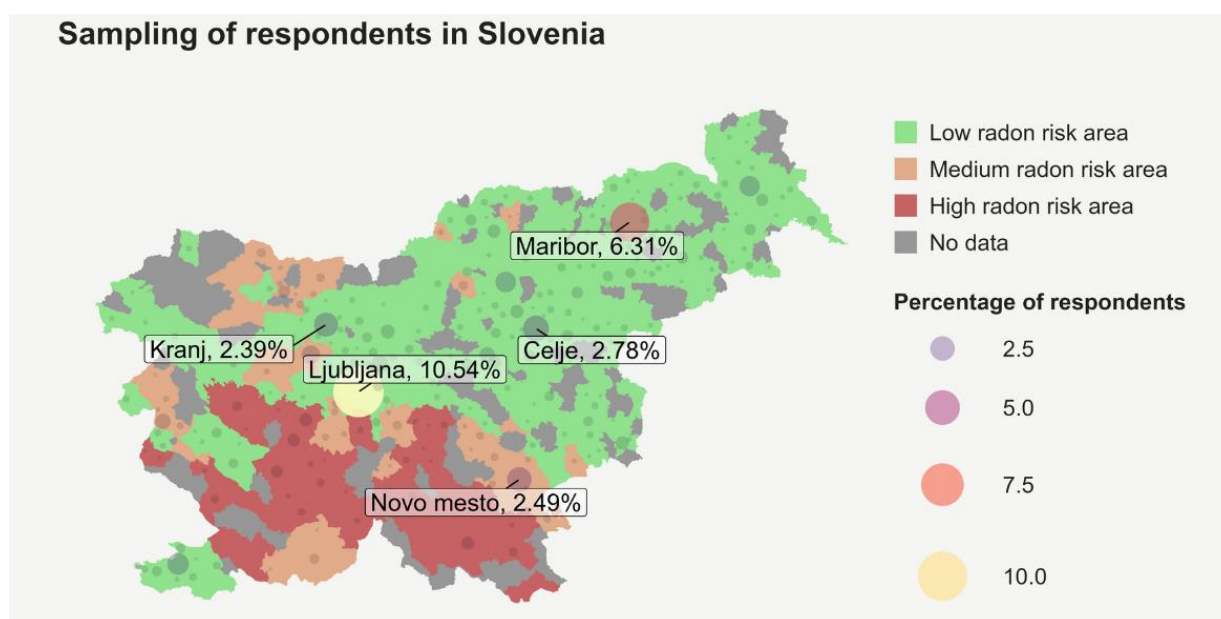 Sampling of respondents in Slovenia
Low radon risk area
Medium radon risk area
High radon risk area
No data
Maribor, 6.31%
Kranj, 2.39%
Celje, 2.78%
Ljubljana, 10.54%
Novo mesto, 2.49%
Percentage of respondents
2.5
5.0
7.5
10.0